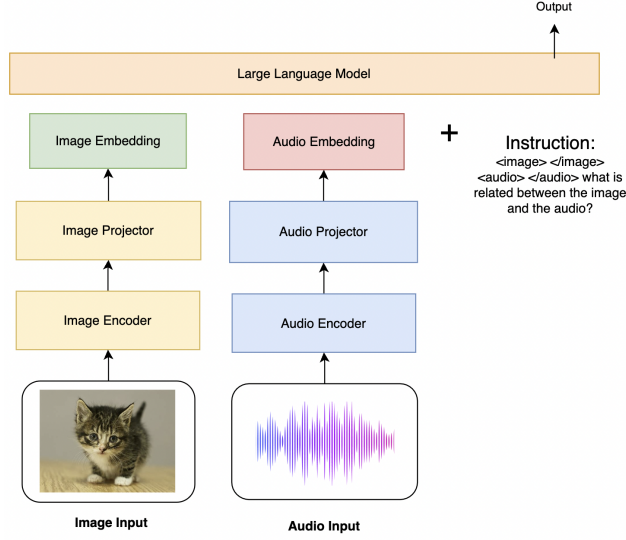 Output
Large Language Model
Image Embedding
Audio Embedding
+
Instruction:
<image> </image>
<audio> </audio> what is
related between the image
and the audio?
Image Projector
Audio Projector
Image Encoder
Audio Encoder
Image Input
Audio Input